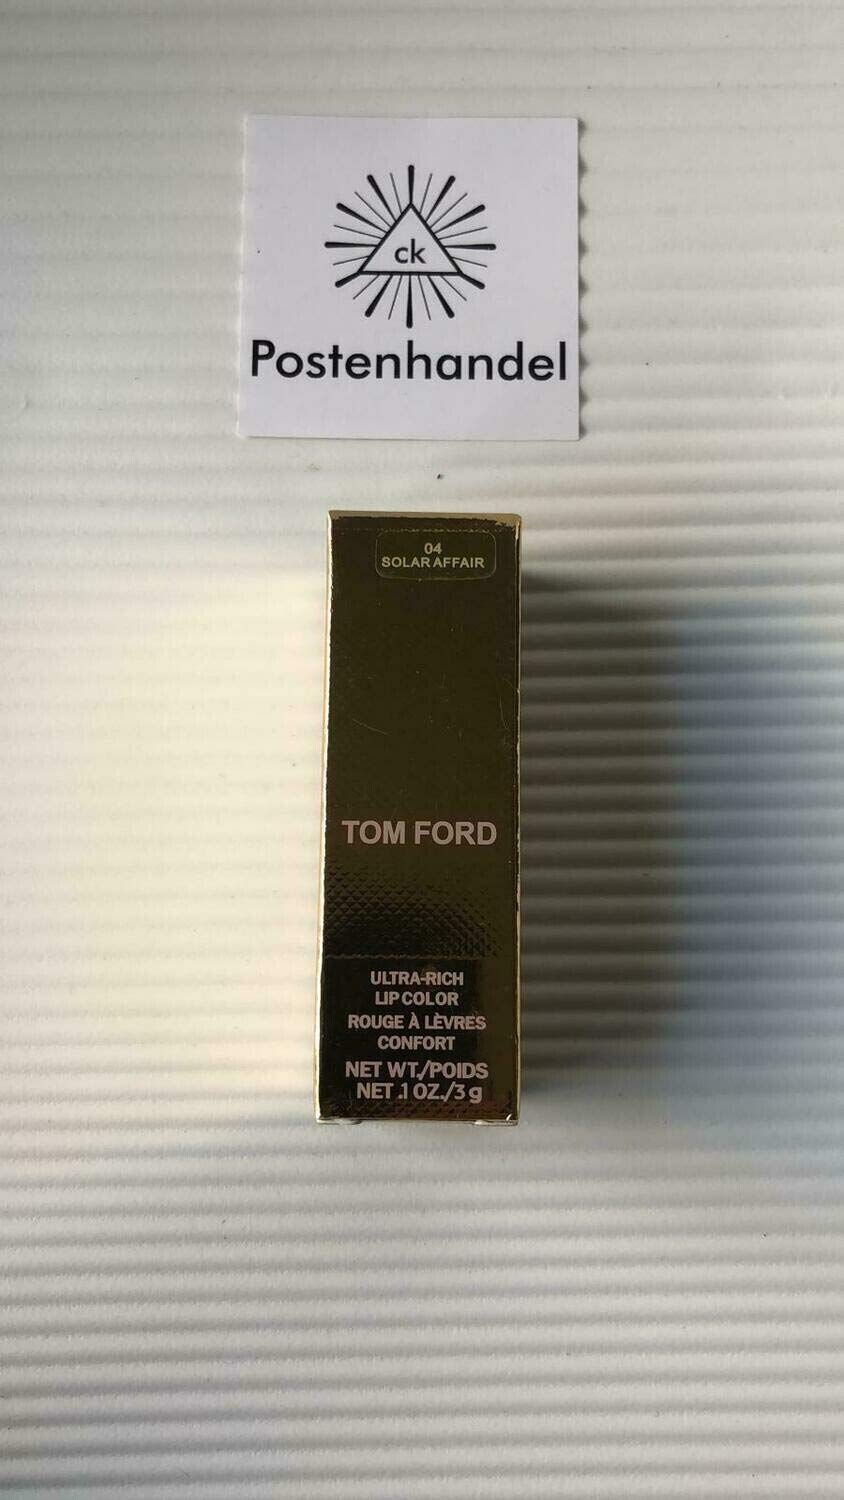 ck
Postenhandel
04
SOLAR AFFAIR
TOM FORD
ULTRA-RICH
LIP COLOR
ROUGE À LÈVRES
CONFORT
NET WT./POIDS
NET .1 OZ./3 g